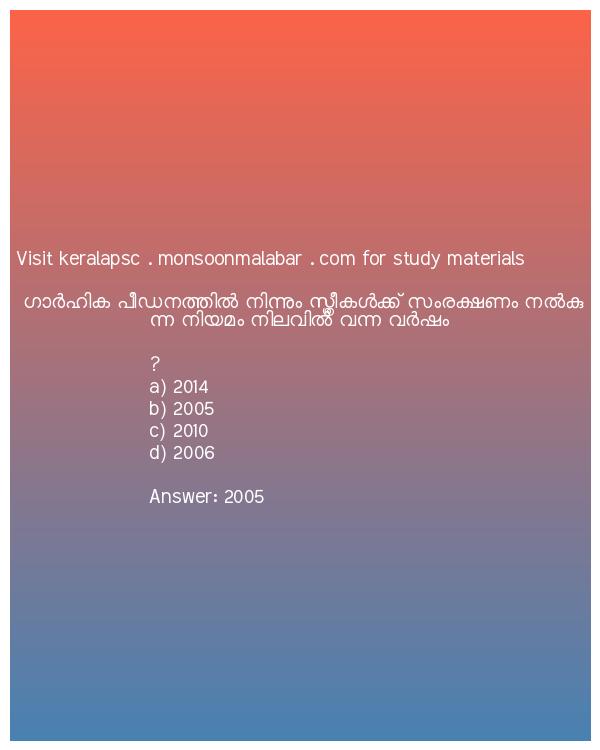 Visit keralapsc . monsoonmalabar . com for study materials
ഗാർഹിക പീഡനത്തിൽ നിന്നും സ്ത്രീകൾക്ക് സംരക്ഷണം നൽകു
ന്ന നിയമം നിലവിൽ വന്ന വർഷം
?
a) 2014
b) 2005
c) 2010
d) 2006
Answer: 2005